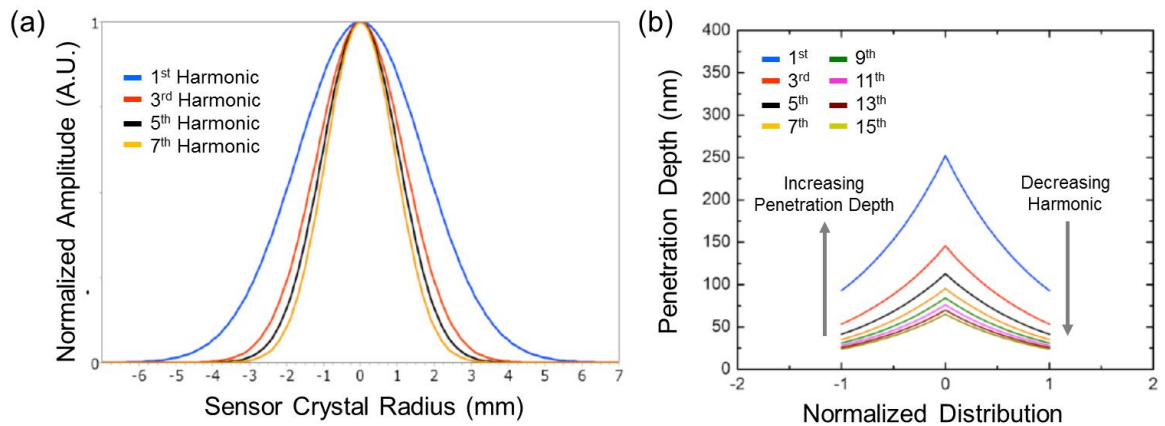 (a)
Normalized Amplitude (A.U.)
1
0
1st Harmonic
3rd Harmonic
5th Harmonic
7th Harmonic
-6 -5 -4 -3 -2 -1 0 1 2 3 4 5 6 7
Sensor Crystal Radius (mm)
(b)
Penetration Depth (nm)
400
350
300
250
200
150
100
50
0
1st 9th
3rd 11th
5th 13th
7th 15th
Increasing
Penetration Depth
Decreasing
Harmonic
-2 -1 0 1 2
Normalized Distribution